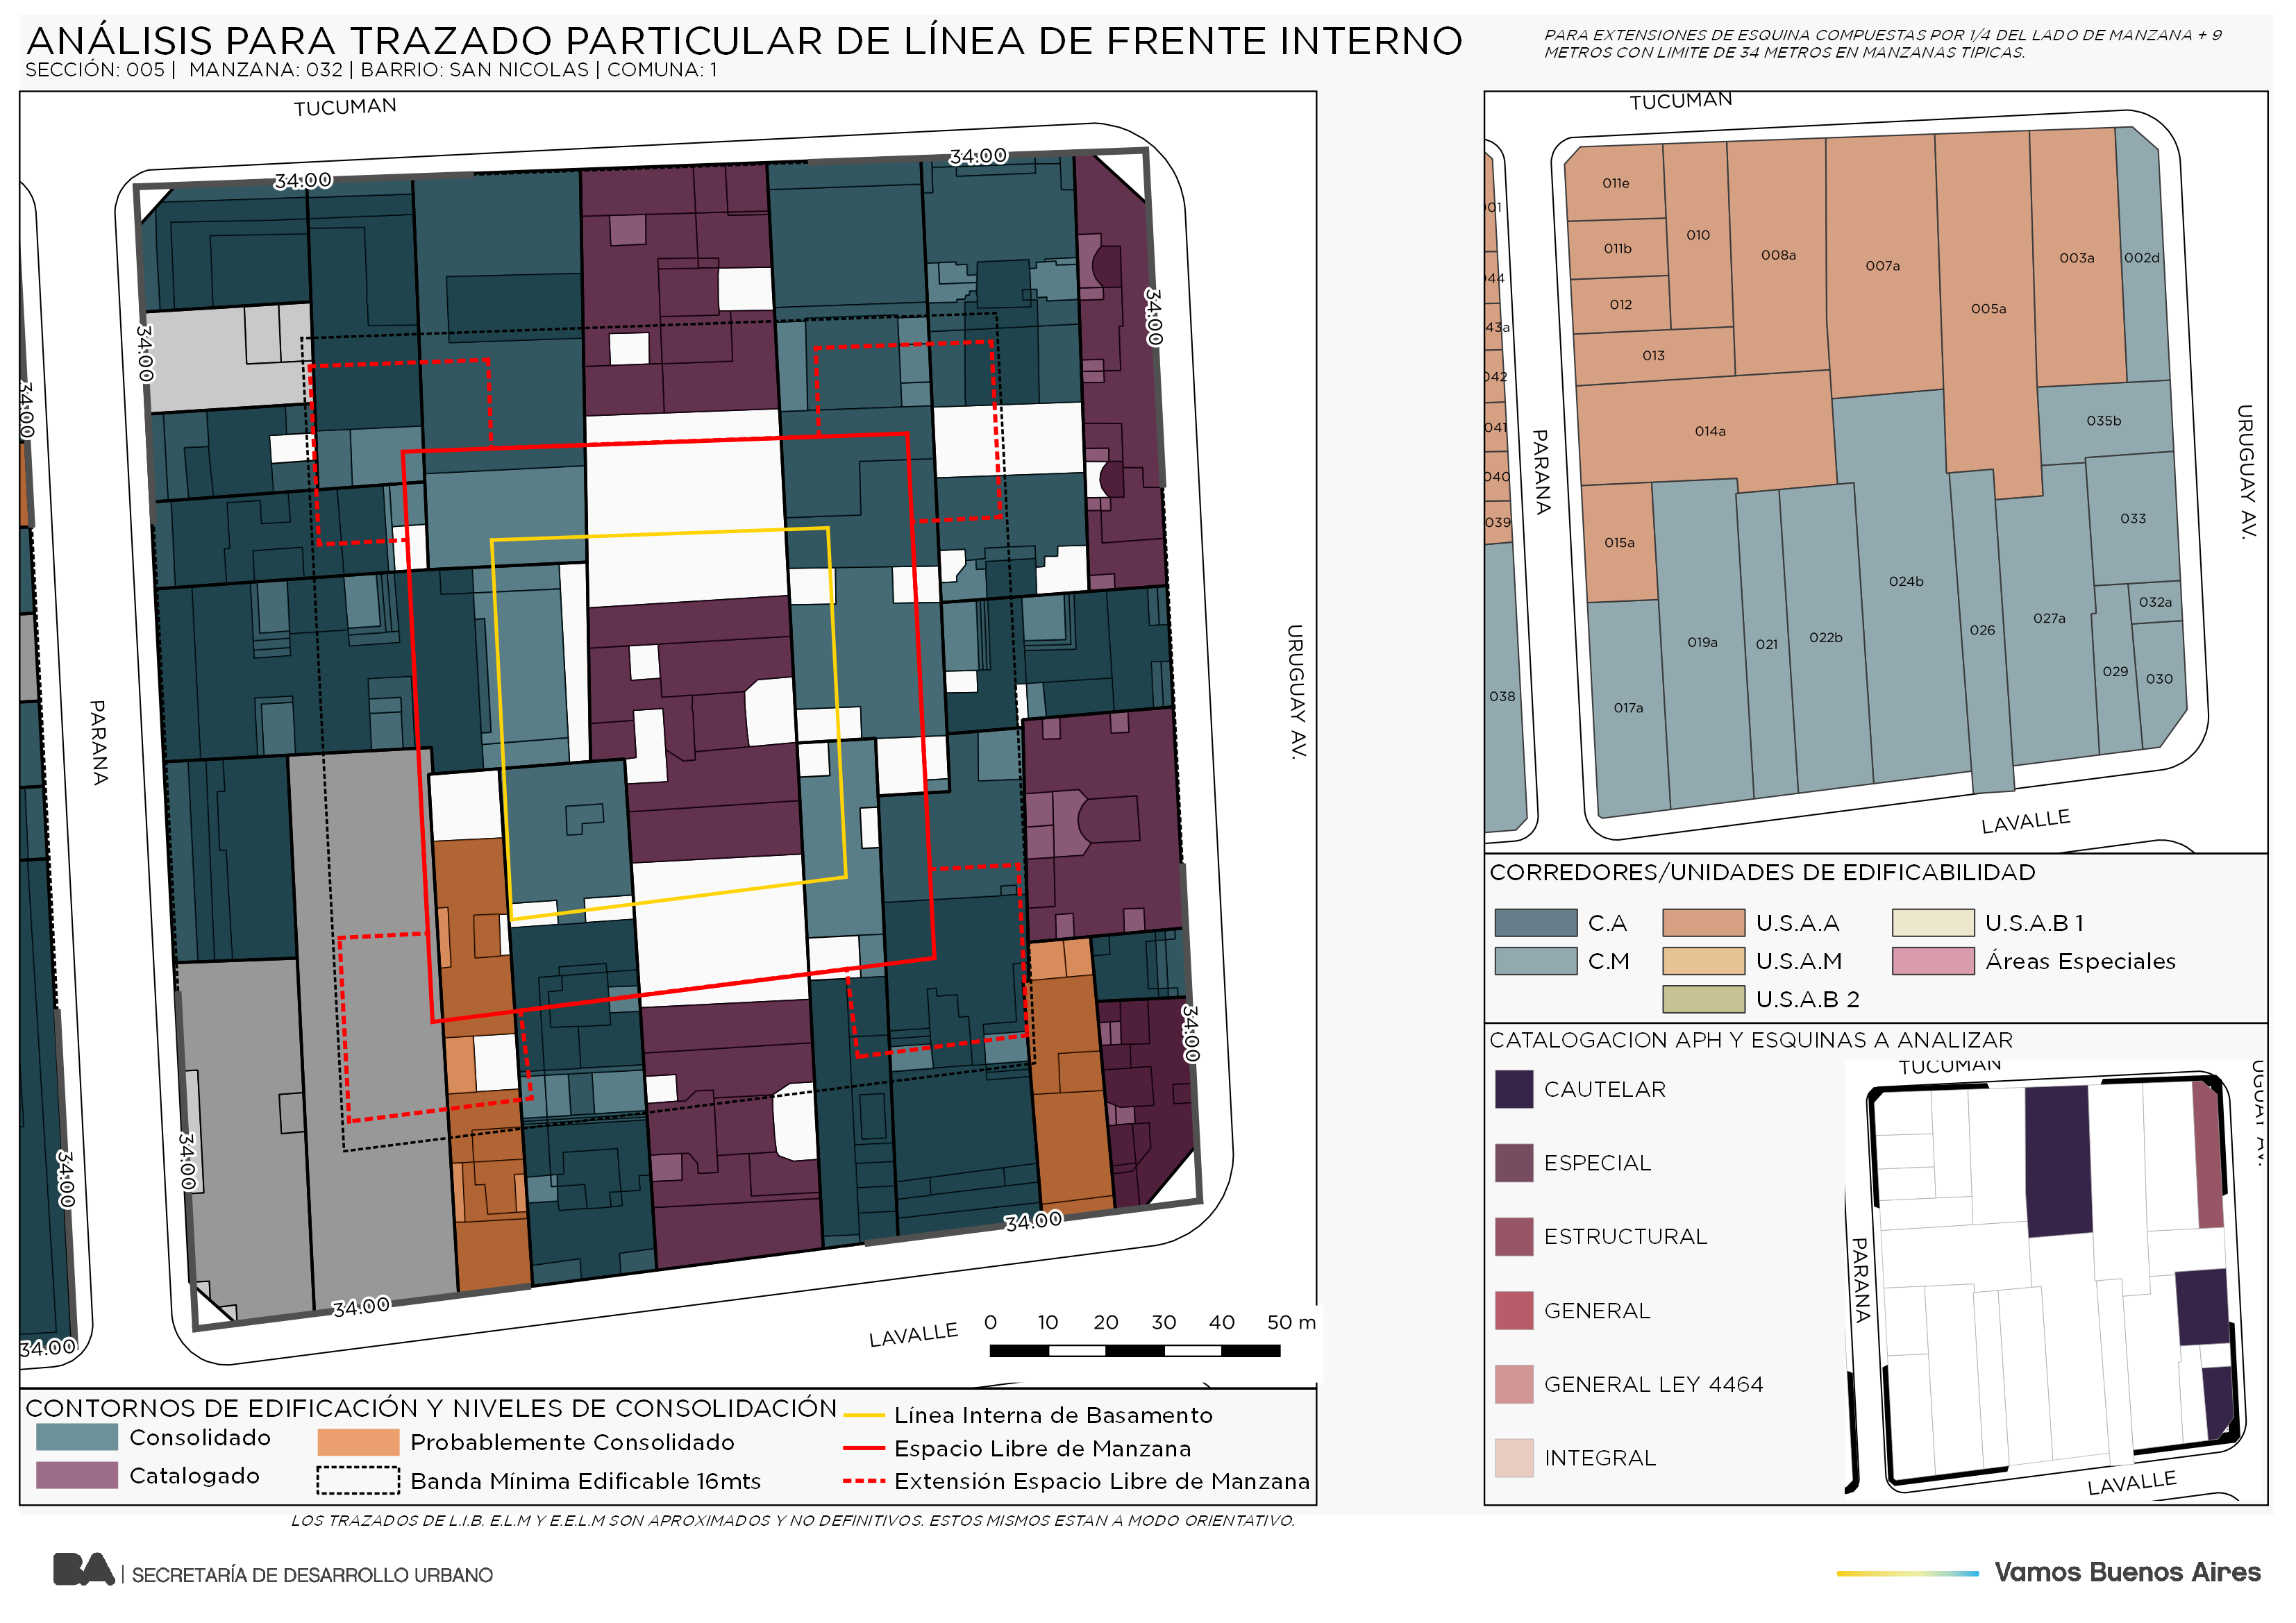 ANÁLISIS PARA TRAZADO PARTICULAR DE LÍNEA DE FRENTE INTERNO
SECCIÓN: 005 | MANZANA: 032 | BARRIO: SAN NICOLAS | COMUNA: 1
PARA EXTENSIONES DE ESQUINA COMPUESTAS POR 1/4 DEL LADO DE MANZANA + 9
METROS CON LIMITE DE 34 METROS EN MANZANAS TIPICAS.
TUCUMAN
34:00
34:00
34:00
34:00
34:00
PARANA
URUGUAY AV.
34:00
34:00
34:00
34:00
34:00
34:00
LAVALLE
0 10 20 30 40 50 m
CONTORNOS DE EDIFICACIÓN Y NIVELES DE CONSOLIDACIÓN
Consolidado
Catalogado
Probablemente Consolidado
Banda Mínima Edificable 16mts
Línea Interna de Basamento
Espacio Libre de Manzana
Extensión Espacio Libre de Manzana
LOS TRAZADOS DE L.I.B. E.L.M Y E.E.L.M SON APROXIMADOS Y NO DEFINITIVOS. ESTOS MISMOS ESTAN A MODO ORIENTATIVO.
TUCUMAN
011e
010
008a
007a
005a
003a
002d
011b
012
013
014a
035b
033
015a
024b
032a
027a
026
019a
021
022b
029
030
017a
01
44
43a
042
041
040
039
038
PARANA
URUGUAY AV.
LAVALLE
CORREDORES/UNIDADES DE EDIFICABILIDAD
C.A
U.S.A.A
U.S.A.B 1
C.M
U.S.A.M
Áreas Especiales
U.S.A.B 2
CATALOGACION APH Y ESQUINAS A ANALIZAR
CAUTELAR
ESPECIAL
ESTRUCTURAL
GENERAL
GENERAL LEY 4464
INTEGRAL
TUCUMAN
PARANA
UGUAY AV.
LAVALLE
BA | SECRETARÍA DE DESARROLLO URBANO
Vamos Buenos Aires